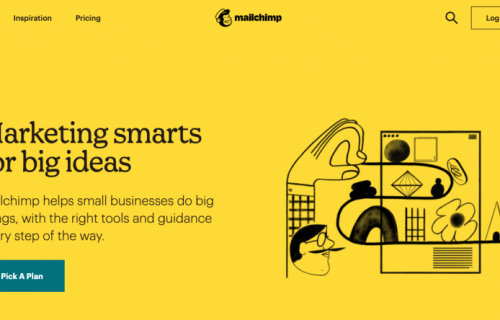 Inspiration Pricing mailchimp Log
Marketing smarts
or big ideas
ilchimp helps small businesses do big
ngs, with the right tools and guidance
ry step of the way.
Pick A Plan